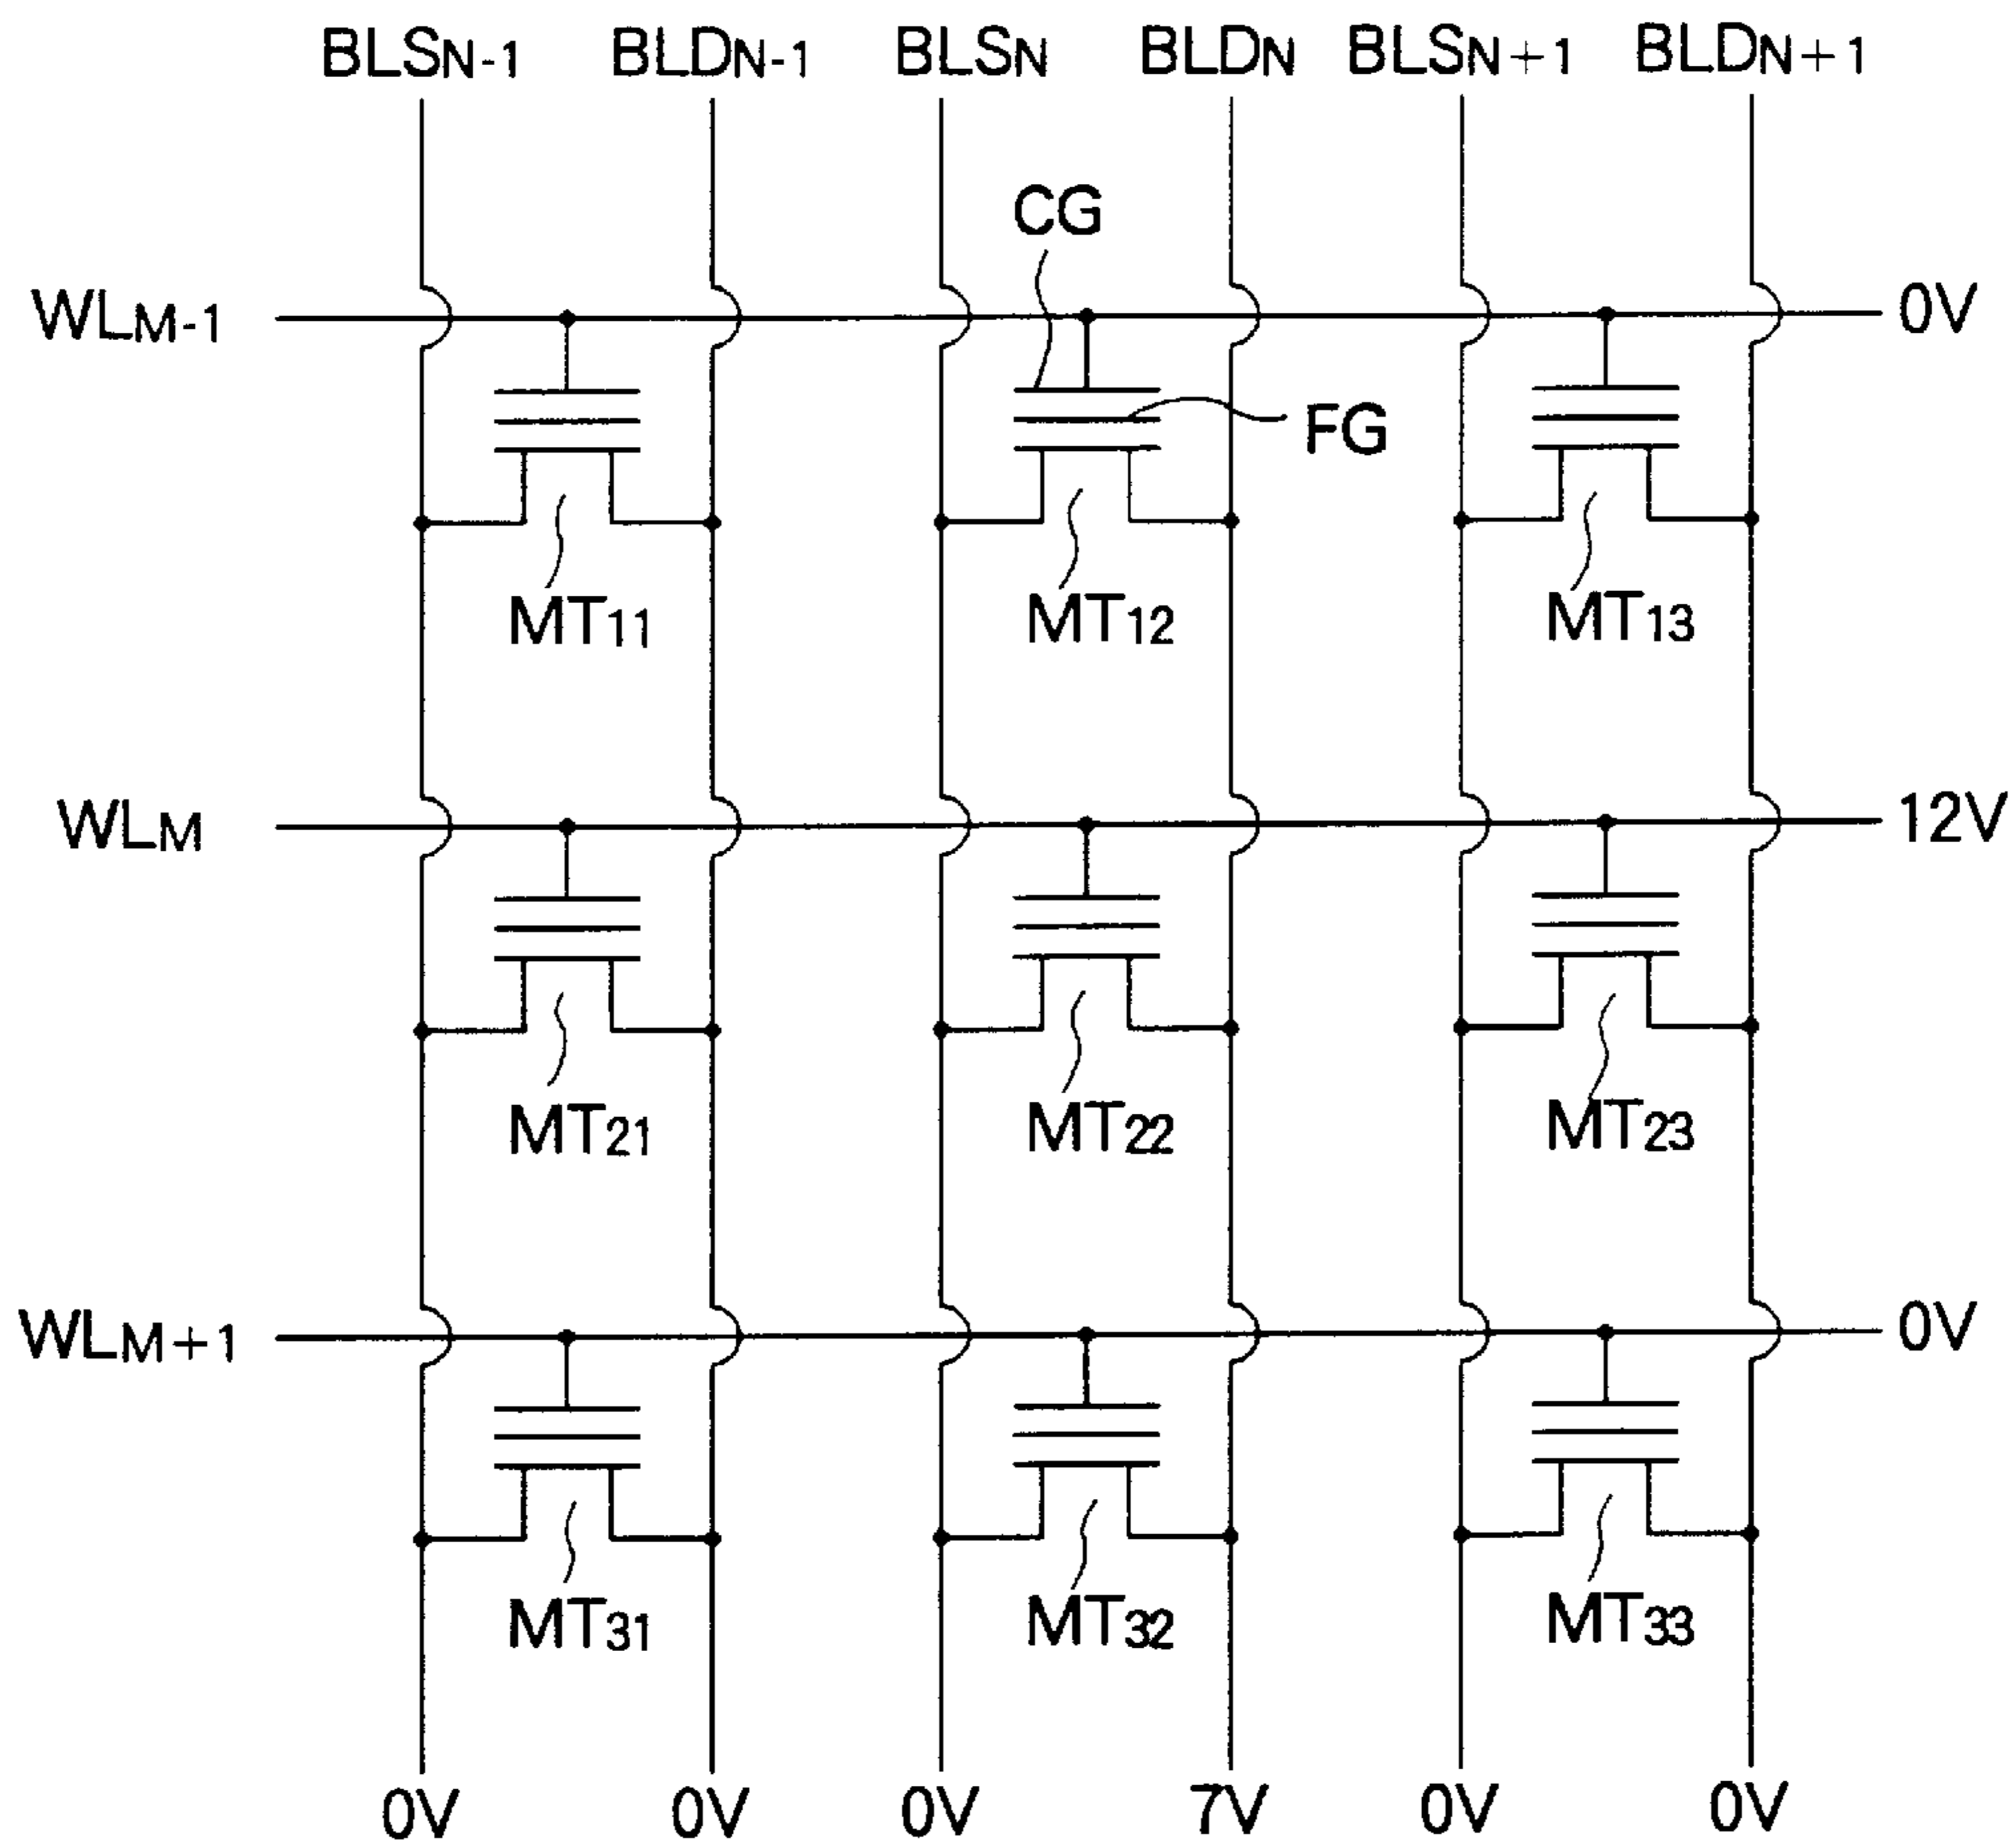 BLSN-1 BLDN-1 BLSN BLDN BLSN+1 BLDN+1
CG
WLM-1 0V
FG
MT11 MT12 MT13
WLM 12V
MT21 MT22 MT23
WLM+1 0V
MT31 MT32 MT33
0V 0V 0V 7V 0V 0V